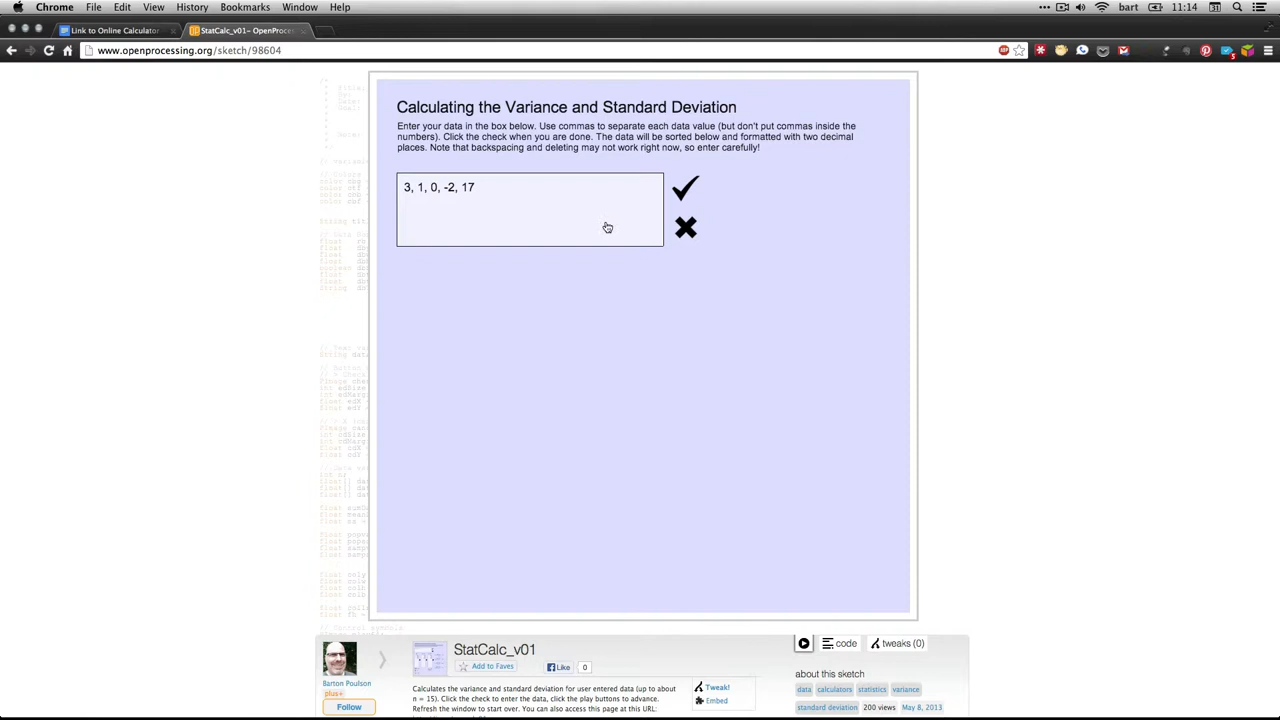 Chrome File Edit View History Bookmarks Window Help bart 11:14
Link to Online Calculator StatCalc_v01– OpenProces
www.openprocessing.org/sketch/98604
Calculating the Variance and Standard Deviation
Enter your data in the box below. Use commas to separate each data value (but don't put commas inside the
numbers). Click the check when you are done. The data will be sorted below and formatted with two decimal
places. Note that backspacing and deleting may not work right now, so enter carefully!
3, 1, 0, -2, 17
code tweaks (0)
StatCalc_v01
Add to Faves Like 0
Barton Poulson
plus+
Follow
Calculates the variance and standard deviation for user entered data (up to about
n = 15). Click the check to enter the data, click the play buttons to advance.
Refresh the window to start over. You can also access this page at this URL:
Tweak!
Embed
about this sketch
data calculators statistics variance
standard deviation 200 views May 8, 2013